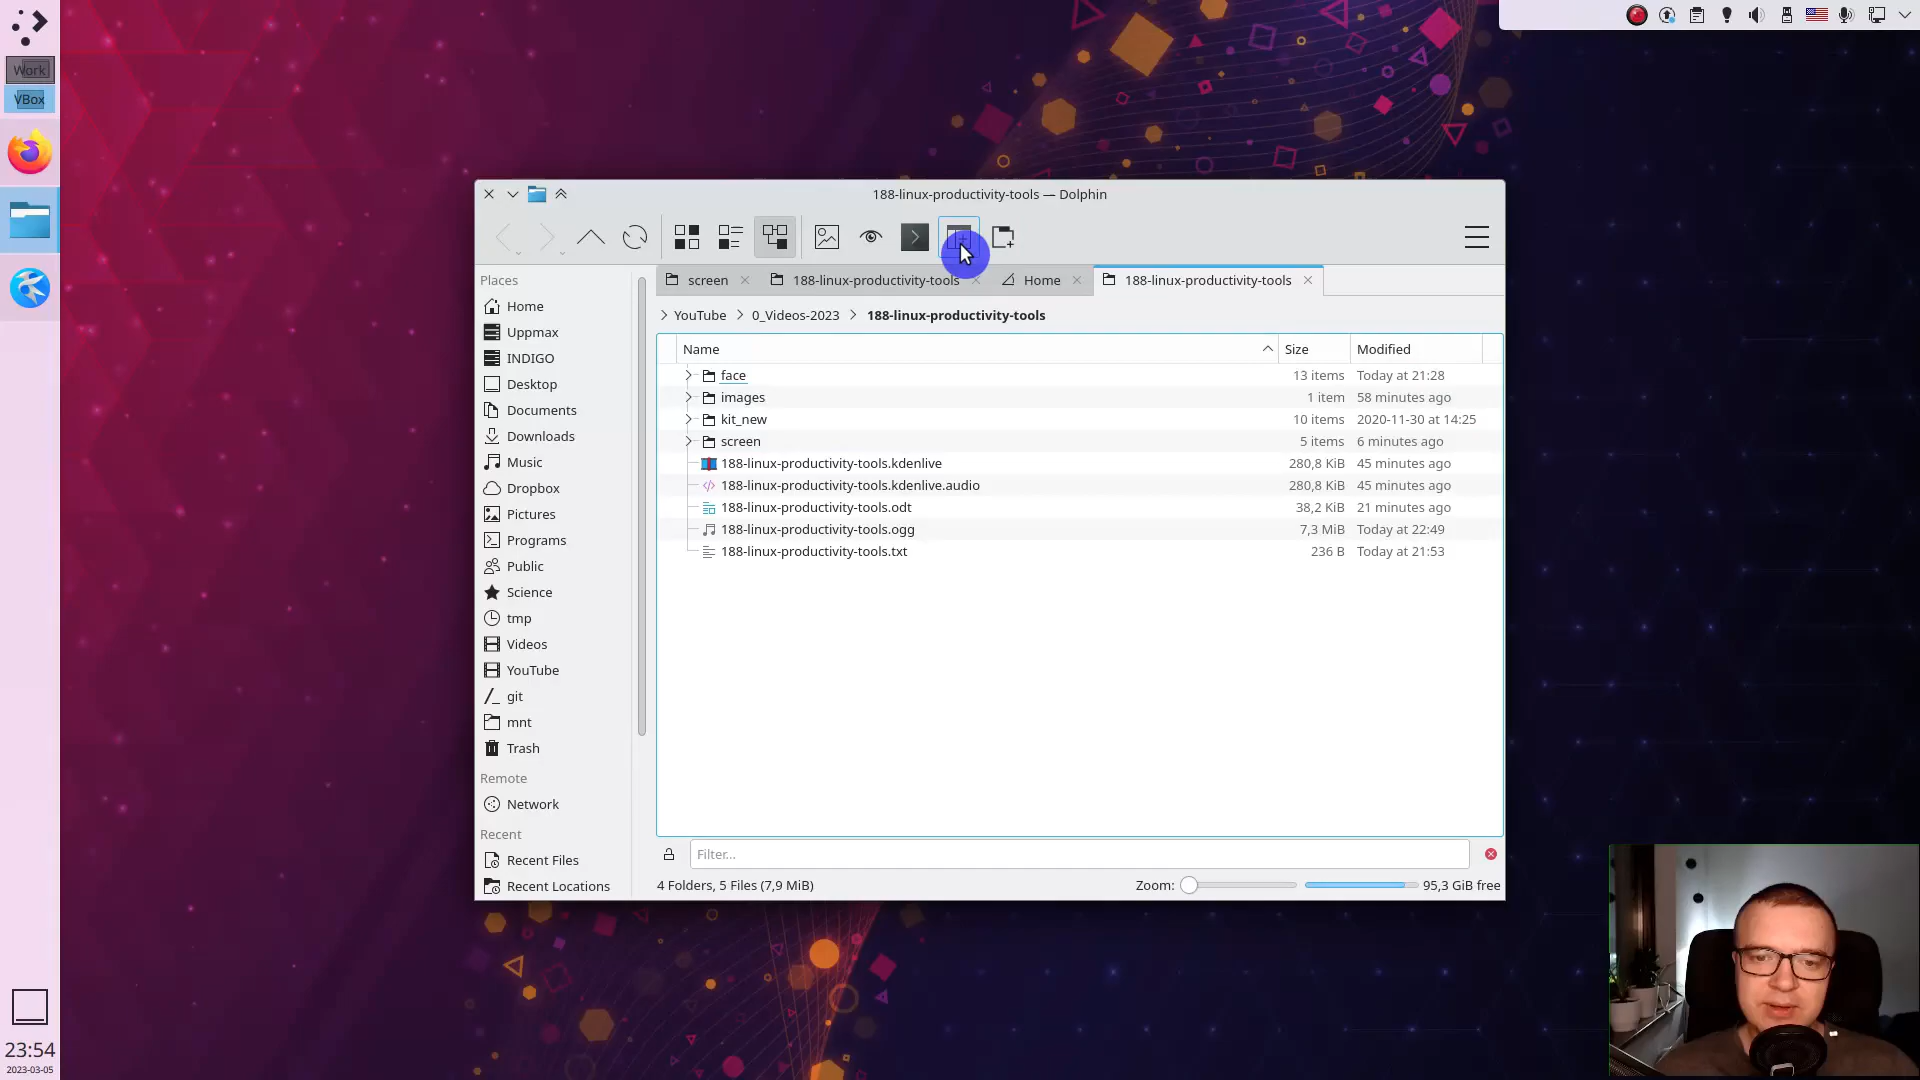 Work
VBox
188-linux-productivity-tools — Dolphin
screen
188-linux-productivity-tools
Home
188-linux-productivity-tools
YouTube
0_Videos-2023
188-linux-productivity-tools
Places
Home
Uppmax
INDIGO
Desktop
Documents
Downloads
Music
Dropbox
Pictures
Programs
Public
Science
tmp
Videos
YouTube
git
mnt
Trash
Remote
Network
Recent
Recent Files
Recent Locations
Name Size Modified
face 13 items Today at 21:28
images 1 item 58 minutes ago
kit_new 10 items 2020-11-30 at 14:25
screen 5 items 6 minutes ago
188-linux-productivity-tools.kdenlive 280,8 KiB 45 minutes ago
188-linux-productivity-tools.kdenlive.audio 280,8 KiB 45 minutes ago
188-linux-productivity-tools.odt 38,2 KiB 21 minutes ago
188-linux-productivity-tools.ogg 7,3 MiB Today at 22:49
188-linux-productivity-tools.txt 236 B Today at 21:53
Filter...
4 Folders, 5 Files (7,9 MiB)
Zoom:
95,3 GiB free
23:54
2023-03-05